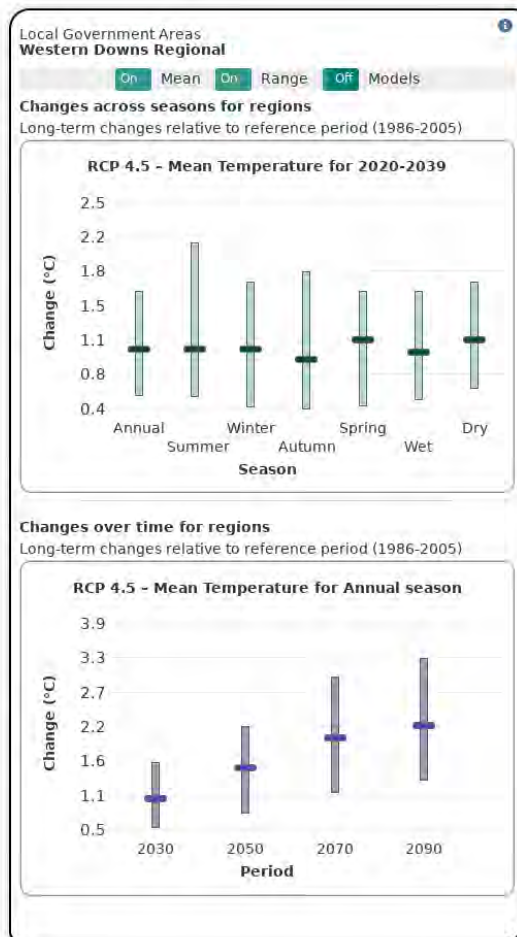 Local Government Areas
Western Downs Regional
On Mean On Range Off Models
Changes across seasons for regions
Long-term changes relative to reference period (1986-2005)
RCP 4.5 – Mean Temperature for 2020-2039
2.5
2.2
1.8
1.5
1.1
0.8
0.4
Change (°C)
Annual Winter Spring Dry
Summer Autumn Wet
Season
Changes over time for regions
Long-term changes relative to reference period (1986-2005)
RCP 4.5 – Mean Temperature for Annual season
3.9
3.3
2.7
2.2
1.6
1.1
0.5
Change (°C)
2030 2050 2070 2090
Period